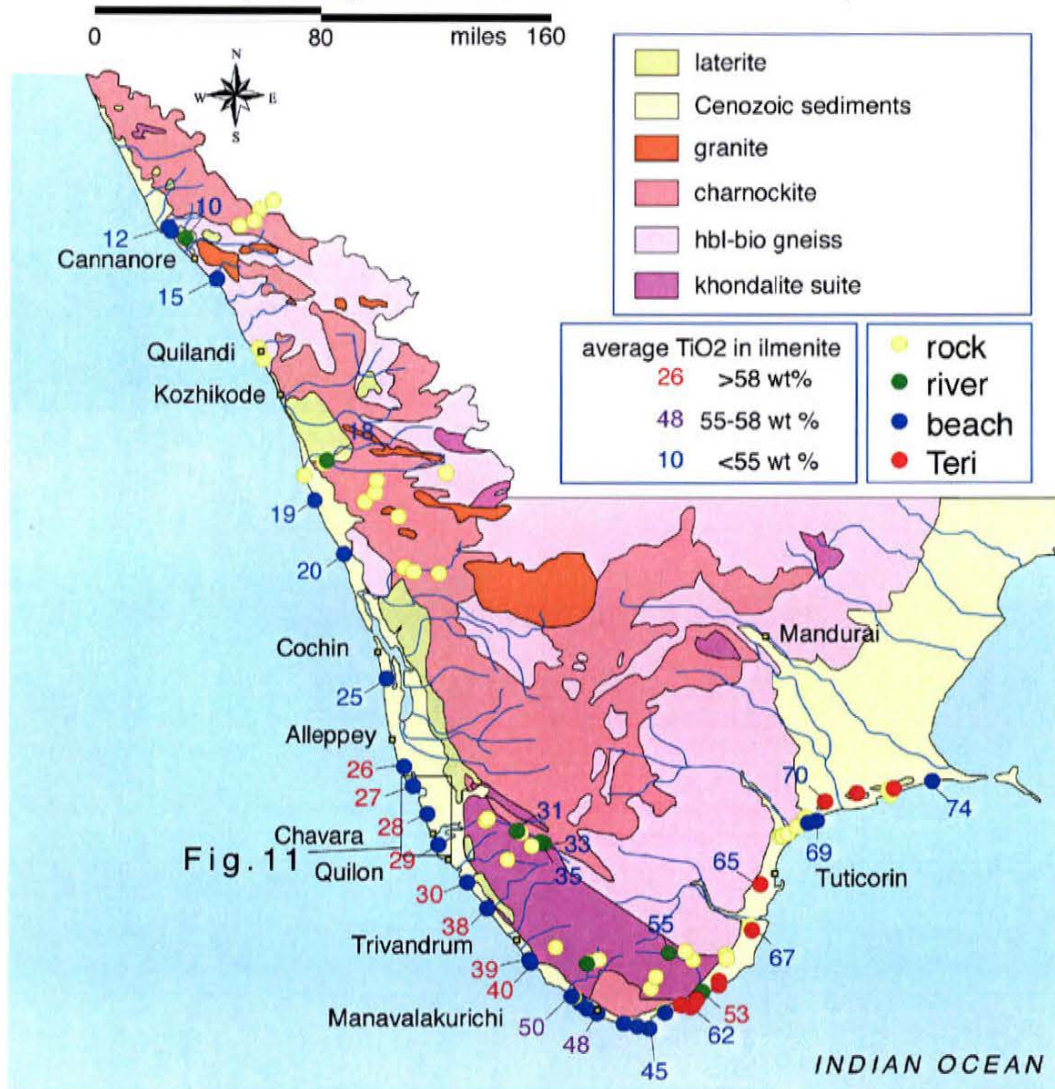 0 80 miles 160
N
W E
S
laterite
Cenozoic sediments
granite
charnockite
hbl-bio gneiss
khondalite suite
average TiO2 in ilmenite
26 >58 wt%
48 55-58 wt %
10 <55 wt %
rock
river
beach
Teri
10
12
Cannanore
15
Quilandi
Kozhikode
18
19
20
Cochin
25
Mandurai
Alleppey
26
27
28
Chavara
29
Fig. 11
Quilon
30
31
33
35
38
Trivandrum
39
40
Manavalakurichi
50
48
45
55
53
62
65
67
Tuticorin
69
70
74
INDIAN OCEAN